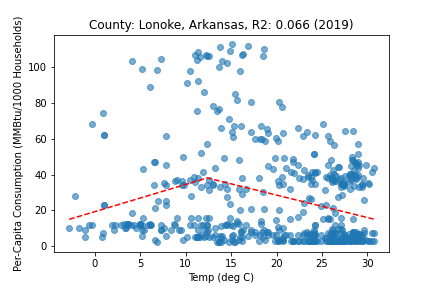 County: Lonoke, Arkansas, R2: 0.066 (2019)
Per-Capita Consumption (MMBtu/1000 Households)
100
80
60
40
20
0
0 5 10 15 20 25 30
Temp (deg C)